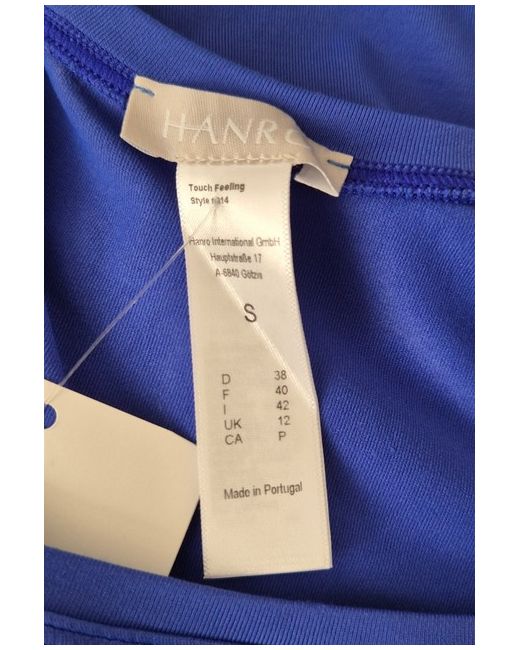 HANRO
Touch Feeling
Style
Hanro International GmbH
Hauptstraße 17
A-6840 Götzis
S
D 38
F 40
I 42
UK 12
CA P
Made in Portugal